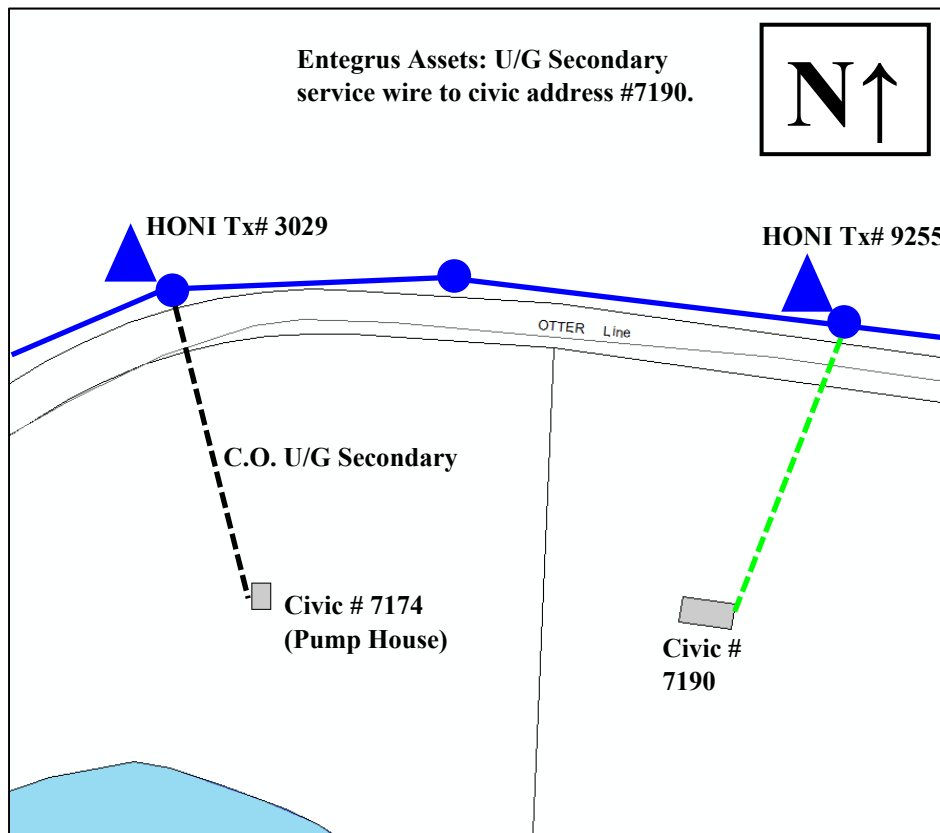 Entegrus Assets: U/G Secondary
service wire to civic address #7190.
N↑
HONI Tx# 3029
HONI Tx# 9255
OTTER Line
C.O. U/G Secondary
Civic # 7174
(Pump House)
Civic #
7190